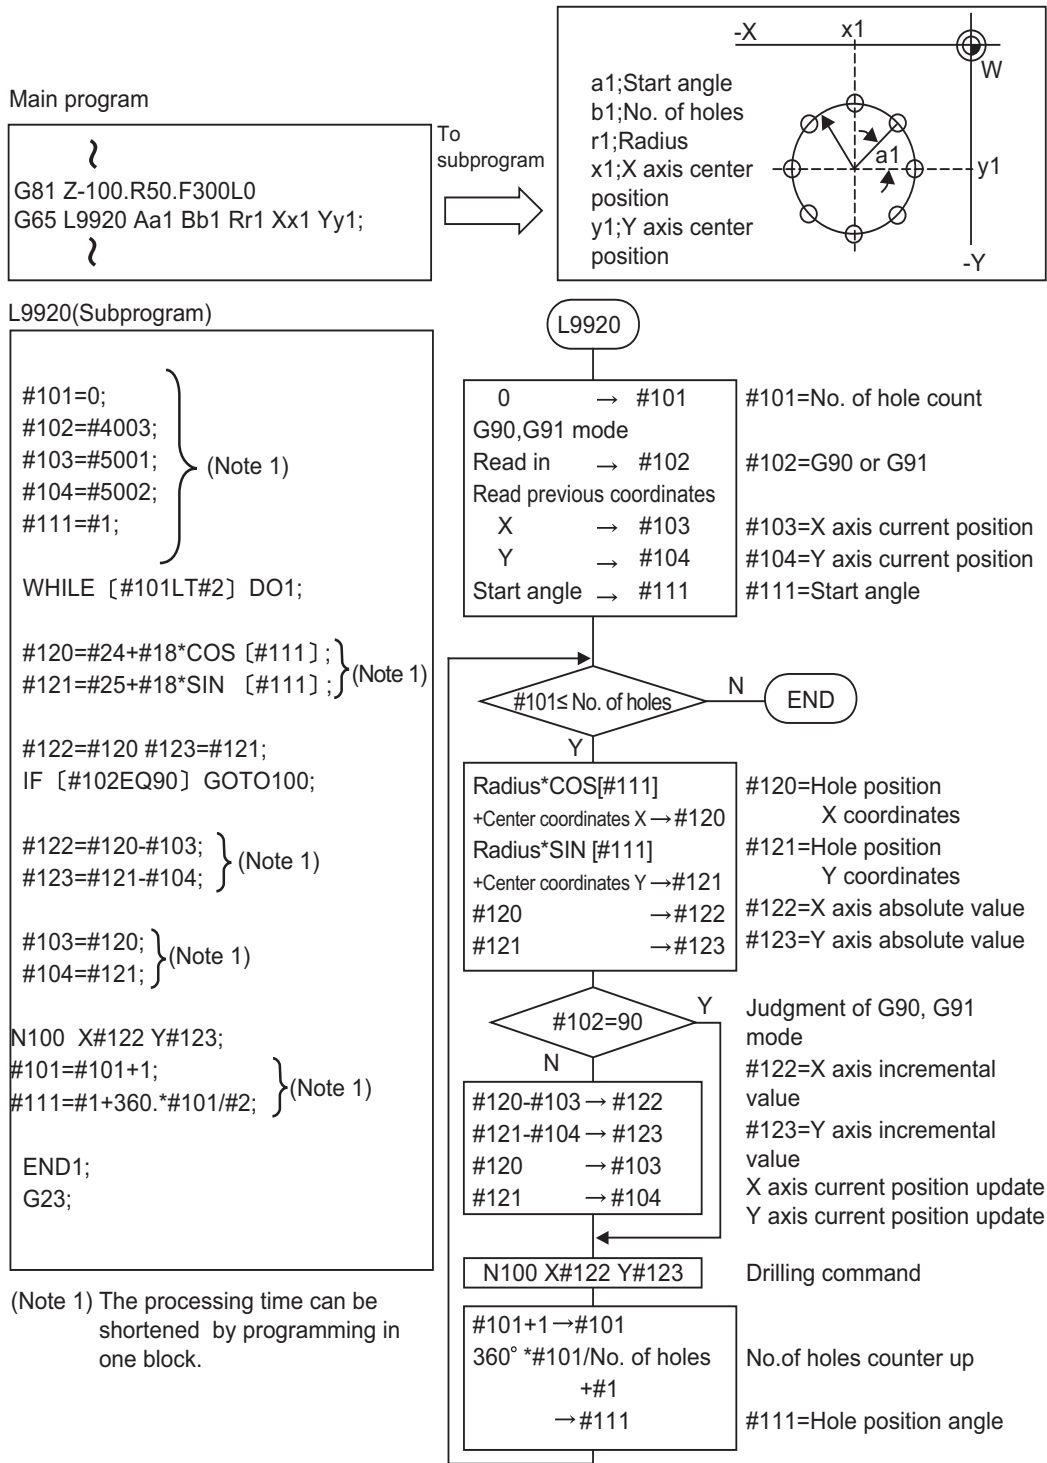 Main program
G81 Z-100.R50.F300L0
G65 L9920 Aa1 Bb1 Rr1 Xx1 Yy1;
To
subprogram
-X
x1
W
a1;Start angle
b1;No. of holes
r1;Radius
x1;X axis center
position
y1;Y axis center
position
a1
y1
-Y
L9920(Subprogram)
#101=0;
#102=#4003;
#103=#5001;
#104=#5002;
#111=#1;
(Note 1)
WHILE〔#101LT#2〕DO1;
#120=#24+#18*COS〔#111〕;
#121=#25+#18*SIN 〔#111〕;
(Note 1)
#122=#120 #123=#121;
IF〔#102EQ90〕GOTO100;
#122=#120-#103;
#123=#121-#104;
(Note 1)
#103=#120;
#104=#121;
(Note 1)
N100 X#122 Y#123;
#101=#101+1;
#111=#1+360.*#101/#2;
(Note 1)
END1;
G23;
(Note 1) The processing time can be
shortened by programming in
one block.
L9920
0 → #101
G90,G91 mode
Read in → #102
Read previous coordinates
X → #103
Y → #104
Start angle → #111
#101=No. of hole count
#102=G90 or G91
#103=X axis current position
#104=Y axis current position
#111=Start angle
#101≤ No. of holes
N
END
Y
Radius*COS[#111]
+Center coordinates X →#120
Radius*SIN [#111]
+Center coordinates Y →#121
#120 →#122
#121 →#123
#120=Hole position
X coordinates
#121=Hole position
Y coordinates
#122=X axis absolute value
#123=Y axis absolute value
#102=90
Y
N
Judgment of G90, G91
mode
#120-#103→ #122
#121-#104→ #123
#120 →#103
#121 →#104
#122=X axis incremental
value
#123=Y axis incremental
value
X axis current position update
Y axis current position update
N100 X#122 Y#123
Drilling command
#101+1→#101
360° *#101/No. of holes
+#1
→#111
No.of holes counter up
#111=Hole position angle